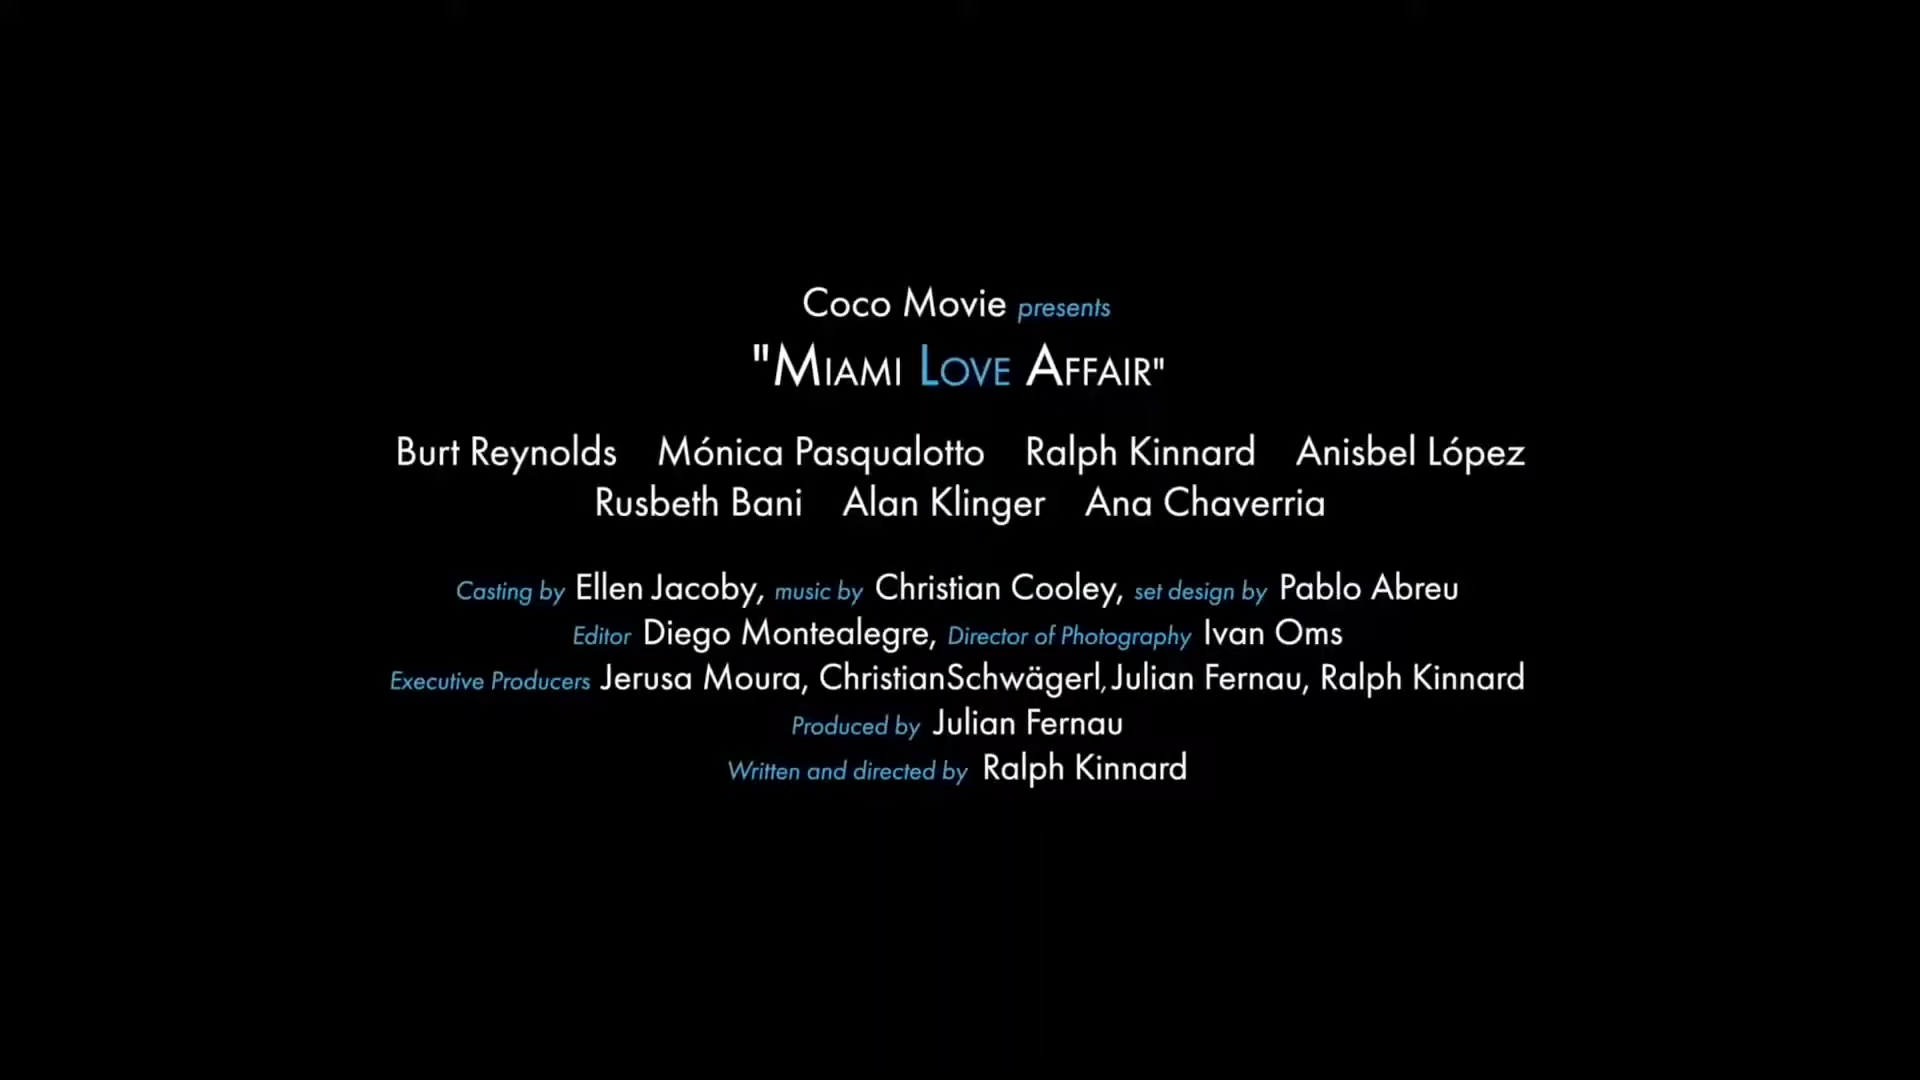 Coco Movie presents
"Miami Love Affair"
Burt Reynolds Mónica Pasqualotto Ralph Kinnard Anisbel López
Rusbeth Bani Alan Klinger Ana Chaverria
Casting by Ellen Jacoby, music by Christian Cooley, set design by Pablo Abreu
Editor Diego Montealegre, Director of Photography Ivan Oms
Executive Producers Jerusa Moura, ChristianSchwägerl, Julian Fernau, Ralph Kinnard
Produced by Julian Fernau
Written and directed by Ralph Kinnard